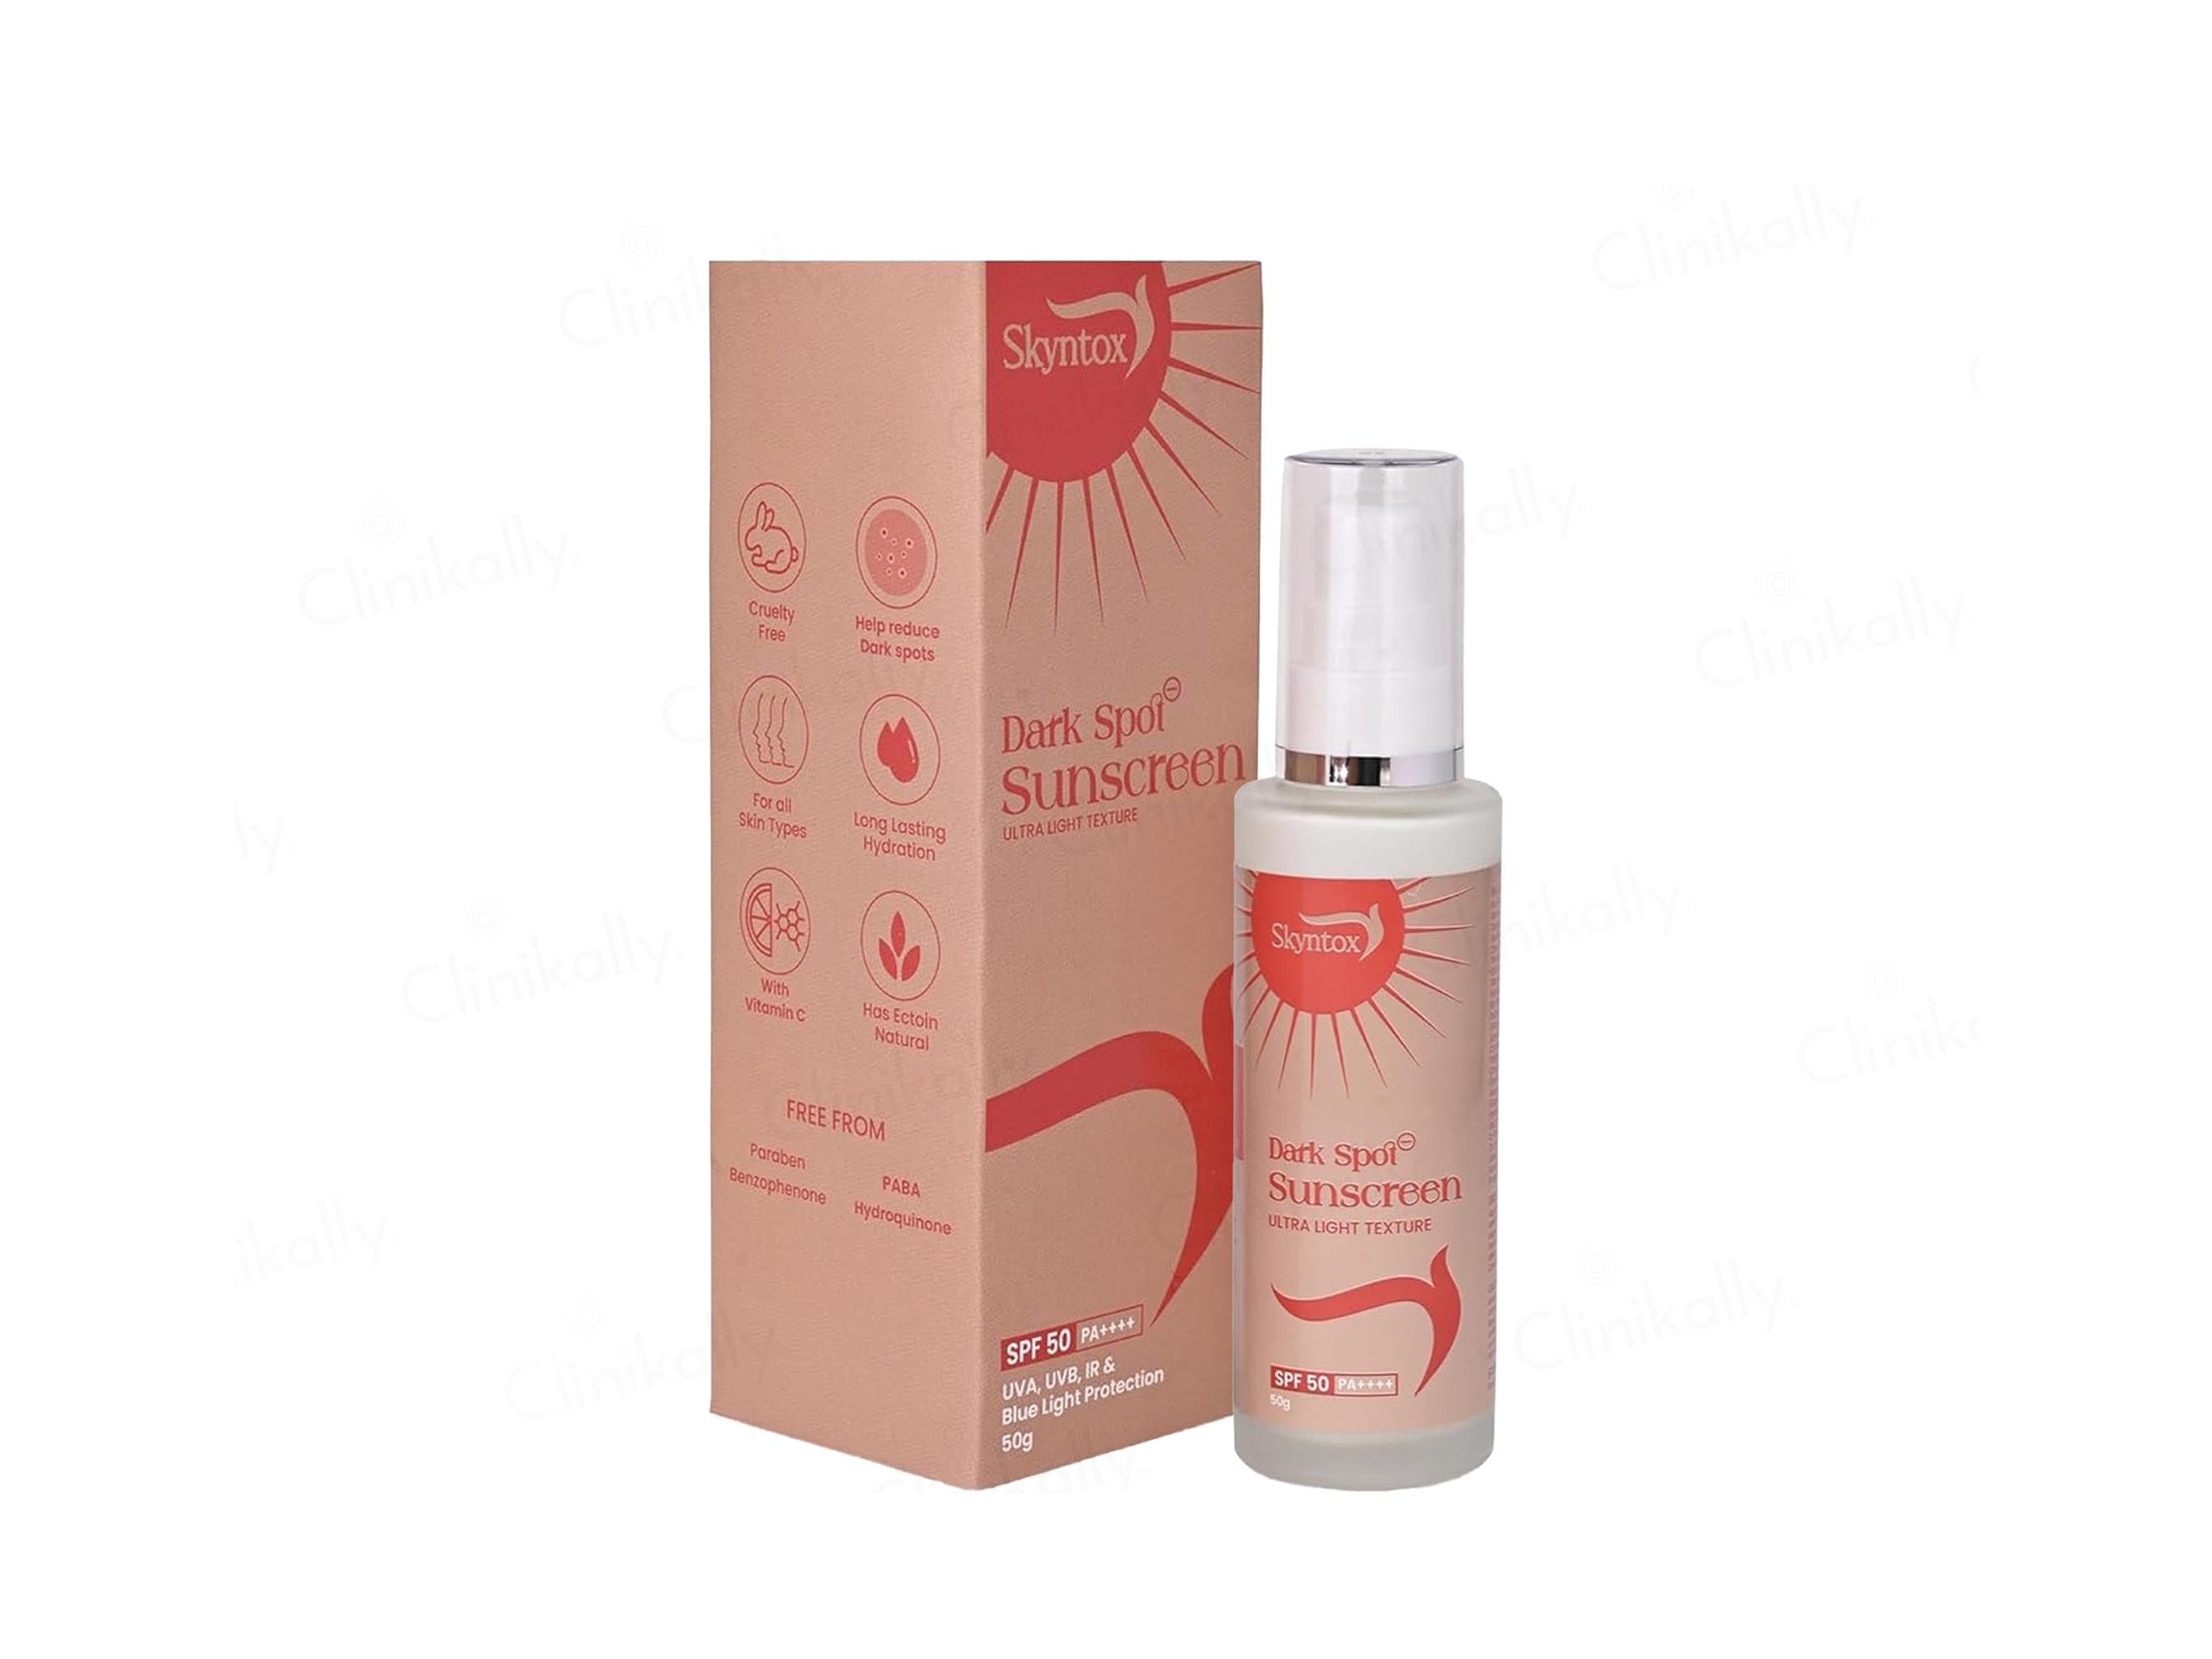 Skyntox
Cruelty
Free
Help reduce
Dark spots
For all
Skin Types
Long Lasting
Hydration
With
Vitamin C
Has Ectoin
Natural
FREE FROM
Paraben
Benzophenone
PABA
Hydroquinone
Dark Spot
Sunscreen
ULTRA LIGHT TEXTURE
SPF 50 PA++++
UVA, UVB, IR &
Blue Light Protection
50g
Skyntox
Dark Spot
Sunscreen
ULTRA LIGHT TEXTURE
SPF 50 PA++++
50g
Clinikally.
Clinikally.
Clinikally.
Clinikally.
Clinikally.